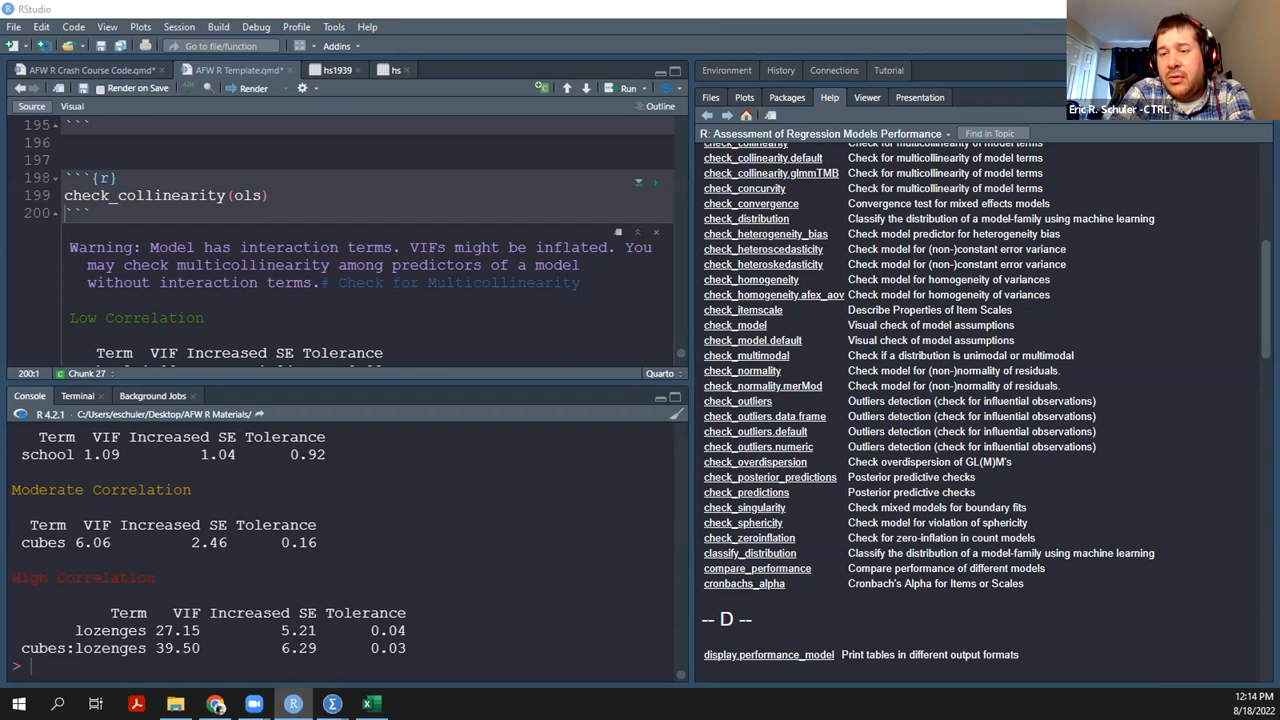 RStudio
File Edit Code View Plots Session Build Debug Profile Tools Help
Go to file/function Addins
AFW R Crash Course Code.qmd* AFW R Template.qmd* hs1939 hs
Render on Save Render Run
Source Visual Outline
195 ```
196
197
198 ```{r}
199 check_collinearity(ols)
200 ```
Warning: Model has interaction terms. VIFs might be inflated. You
may check multicollinearity among predictors of a model
without interaction terms.# Check for Multicollinearity
Low Correlation
Term VIF Increased SE Tolerance
200:1 Chunk 27 Quarto
Console Terminal Background Jobs
R 4.2.1 · C:/Users/eschuler/Desktop/AFW R Materials/
Term VIF Increased SE Tolerance
school 1.09 1.04 0.92
Moderate Correlation
Term VIF Increased SE Tolerance
cubes 6.06 2.46 0.16
High Correlation
Term VIF Increased SE Tolerance
lozenges 27.15 5.21 0.04
cubes:lozenges 39.50 6.29 0.03
>
Environment History Connections Tutorial
Files Plots Packages Help Viewer Presentation
R: Assessment of Regression Models Performance Find in Topic
check_collinearity Check for multicollinearity of model terms
check_collinearity.default Check for multicollinearity of model terms
check_collinearity.glmmTMB Check for multicollinearity of model terms
check_concurvity Check for multicollinearity of model terms
check_convergence Convergence test for mixed effects models
check_distribution Classify the distribution of a model-family using machine learning
check_heterogeneity_bias Check model predictor for heterogeneity bias
check_heteroscedasticity Check model for (non-)constant error variance
check_heteroskedasticity Check model for (non-)constant error variance
check_homogeneity Check model for homogeneity of variances
check_homogeneity.afex_aov Check model for homogeneity of variances
check_itemscale Describe Properties of Item Scales
check_model Visual check of model assumptions
check_model.default Visual check of model assumptions
check_multimodal Check if a distribution is unimodal or multimodal
check_normality Check model for (non-)normality of residuals.
check_normality.merMod Check model for (non-)normality of residuals.
check_outliers Outliers detection (check for influential observations)
check_outliers.data.frame Outliers detection (check for influential observations)
check_outliers.default Outliers detection (check for influential observations)
check_outliers.numeric Outliers detection (check for influential observations)
check_overdispersion Check overdispersion of GL(M)M's
check_posterior_predictions Posterior predictive checks
check_predictions Posterior predictive checks
check_singularity Check mixed models for boundary fits
check_sphericity Check model for violation of sphericity
check_zeroinflation Check for zero-inflation in count models
classify_distribution Classify the distribution of a model-family using machine learning
compare_performance Compare performance of different models
cronbachs_alpha Cronbach's Alpha for Items or Scales
-- D --
display.performance_model Print tables in different output formats
Eric R. Schuler -CTRL
12:14 PM
8/18/2022